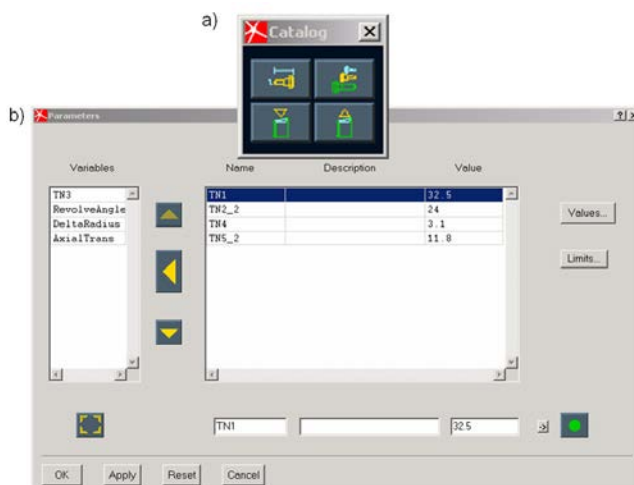 a)
Catalog
b)
Parameters
Variables
Name Description Value
TN3
RevolveAngle
DeltaRadius
AxialTrans
TN1 32.5
TN2_2 24
TN4 3.1
TN5_2 11.8
Values...
Limits...
TN1 32.5
OK Apply Reset Cancel